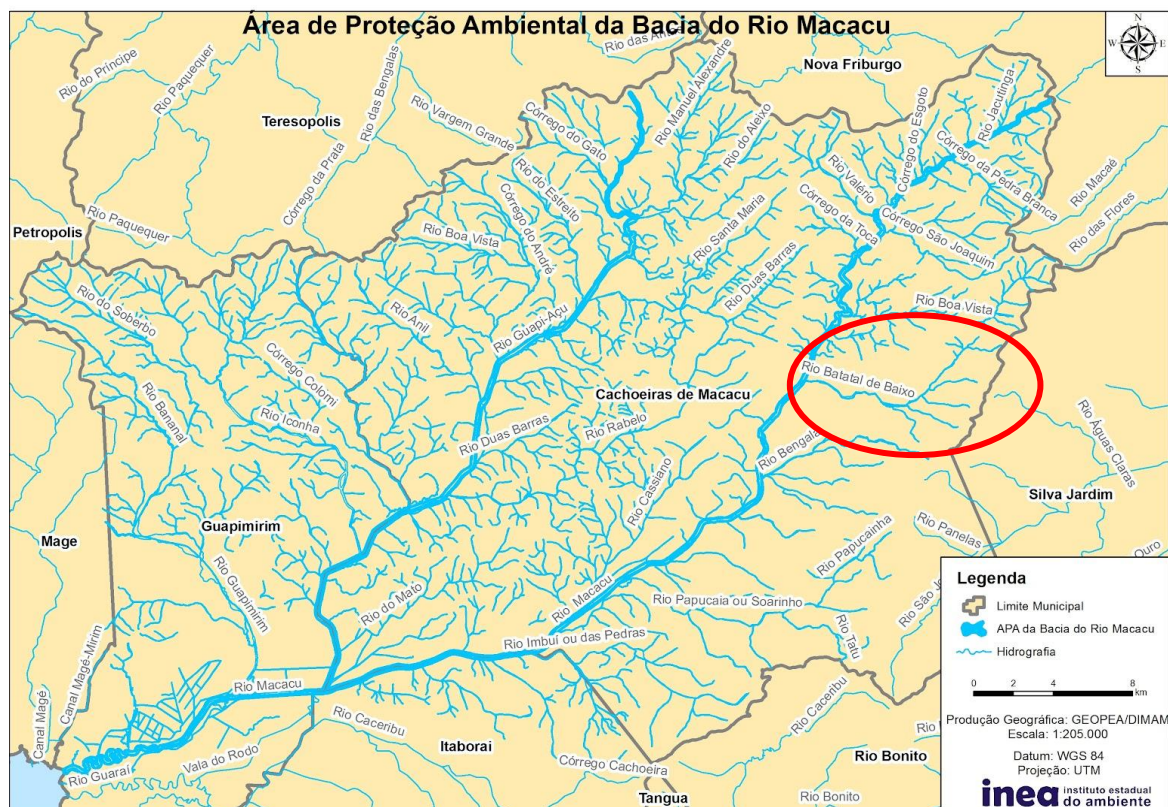 Área de Proteção Ambiental da Bacia do Rio Macacu
N
W
E
S
Rio do Príncipe
Rio Paquequer
Rio das Bengalas
Teresopolis
Rio Vargem Grande
Córrego da Prata
Rio Paquequer
Petropolis
Córrego do Gato
Rio Manuel Alexandre
Rio do Aleixo
Nova Friburgo
Córrego do Esgoto
Rio Jacutinga
Rio Valério
Córrego da Pedra Branca
Rio Macaé
Rio das Flores
Córrego da Toca
Córrego São Joaquim
Rio do Estreito
Córrego do André
Rio Boa Vista
Rio Santa Maria
Rio Duas Barras
Rio Boa Vista
Rio do Soberbo
Rio Anil
Rio Guapi-Açu
Córrego Colomi
Rio Iconha
Rio Bananal
Cachoeiras de Macacu
Rio Batatal de Baixo
Rio Duas Barras
Rio Rabelo
Rio Cassiano
Rio Bengala
Rio Águas Claras
Silva Jardim
Guapimirim
Mage
Rio Guapimirim
Rio do Mato
Rio Macacu
Rio Papucainha
Rio Panelas
Ouro
Rio Papucaia ou Soarinho
Rio São Jo
Rio Tatu
Rio Imbuí ou das Pedras
Canal Magé-Mirim
Canal Magé
Rio Macacu
Rio Guaraí
Vala do Rodo
Rio Caceribu
Itaborai
Córrego Cachoeira
Rio Caceribu
Rio Bonito
Tangua
Rio Bonito
Legenda
Limite Municipal
APA da Bacia do Rio Macacu
Hidrografia
0 2 4 8
km
Produção Geográfica: GEOPEA/DIMAM
Escala: 1:205.000
Datum: WGS 84
Projeção: UTM
inea instituto estadual
do ambiente